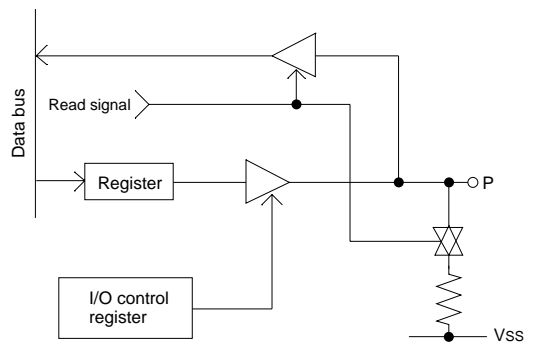 Data bus
Read signal
Register
P
I/O control
register
VSS